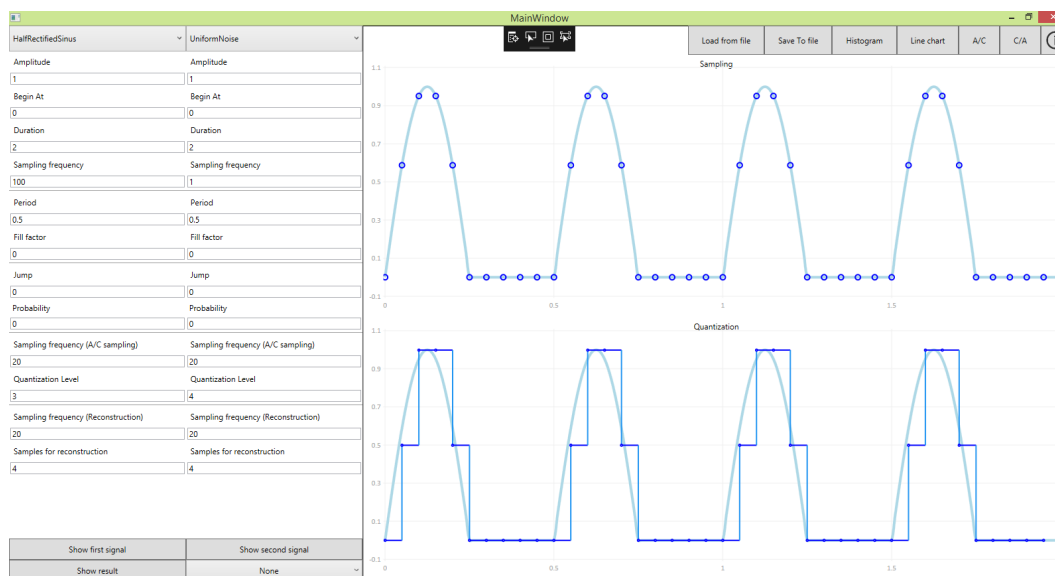 MainWindow
HalfRectifiedSinus UniformNoise
Load from file Save To file Histogram Line chart A/C C/A
Amplitude Amplitude
1 1
Begin At Begin At
0 0
Duration Duration
2 2
Sampling frequency Sampling frequency
100 1
Period Period
0.5 0.5
Fill factor Fill factor
0 0
Jump Jump
0 0
Probability Probability
0 0
Sampling frequency (A/C sampling) Sampling frequency (A/C sampling)
20 20
Quantization Level Quantization Level
3 4
Sampling frequency (Reconstruction) Sampling frequency (Reconstruction)
20 20
Samples for reconstruction Samples for reconstruction
4 4
Show first signal Show second signal
Show result None
Sampling
1.1
0.9
0.7
0.5
0.3
0.1
-0.1
0 0.5 1 1.5
Quantization
1.1
0.9
0.7
0.5
0.3
0.1
-0.1
0 0.5 1 1.5